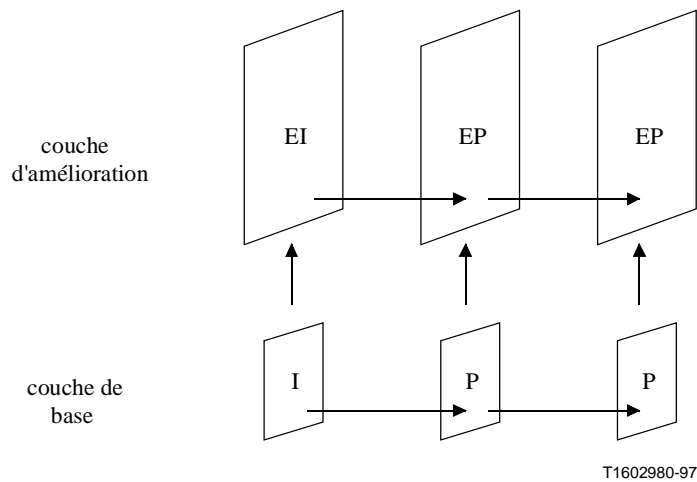 EI
EP
EP
couche
d'amélioration
I
P
P
couche de
base
T1602980-97